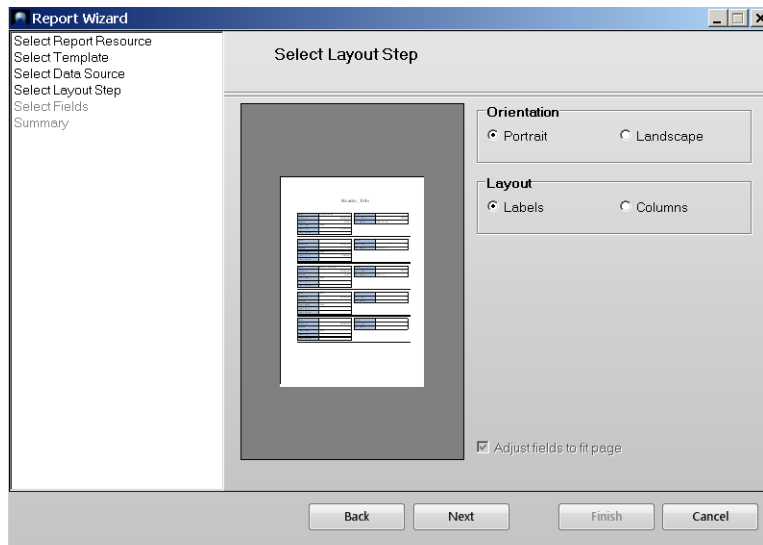 Report Wizard
Select Report Resource
Select Template
Select Data Source
Select Layout Step
Select Fields
Summary
Select Layout Step
Orientation
Portrait Landscape
Layout
Labels Columns
Adjust fields to fit page
Back Next Finish Cancel